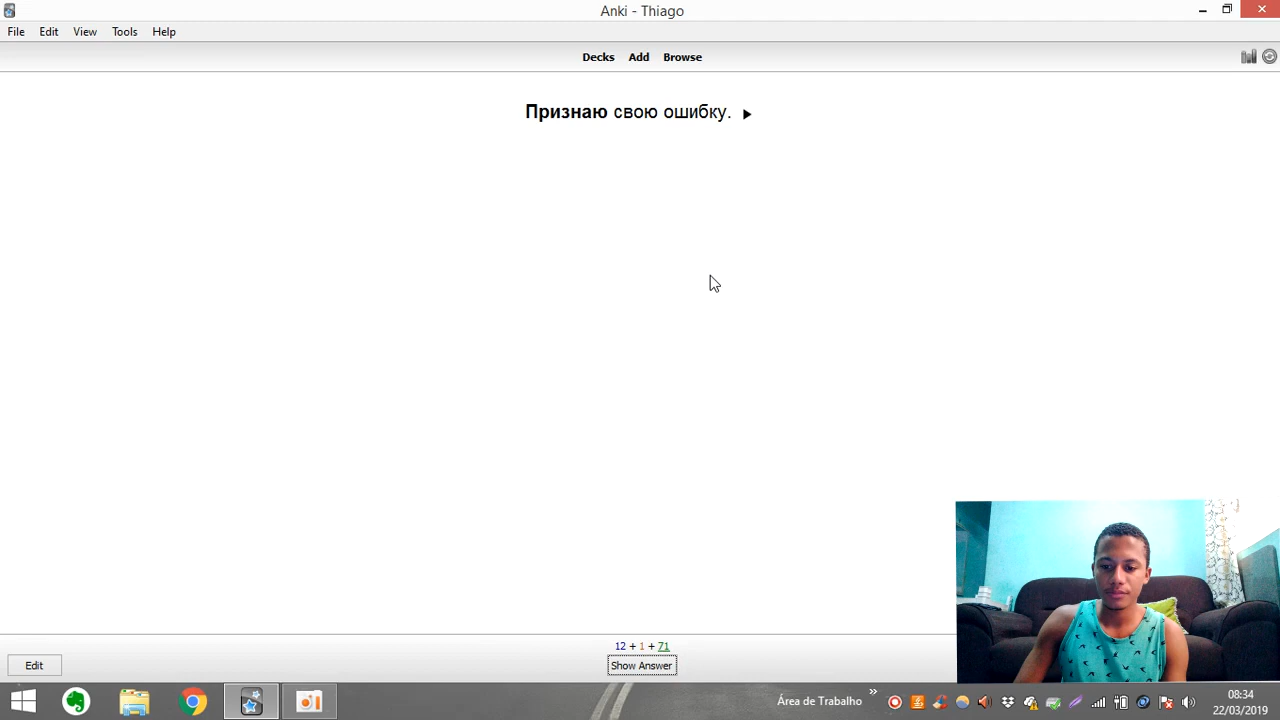 Anki - Thiago
File Edit View Tools Help
Decks Add Browse
Признаю свою ошибку.
12 + 1 + 71
Edit
Show Answer
Área de Trabalho
08:34
22/03/2019